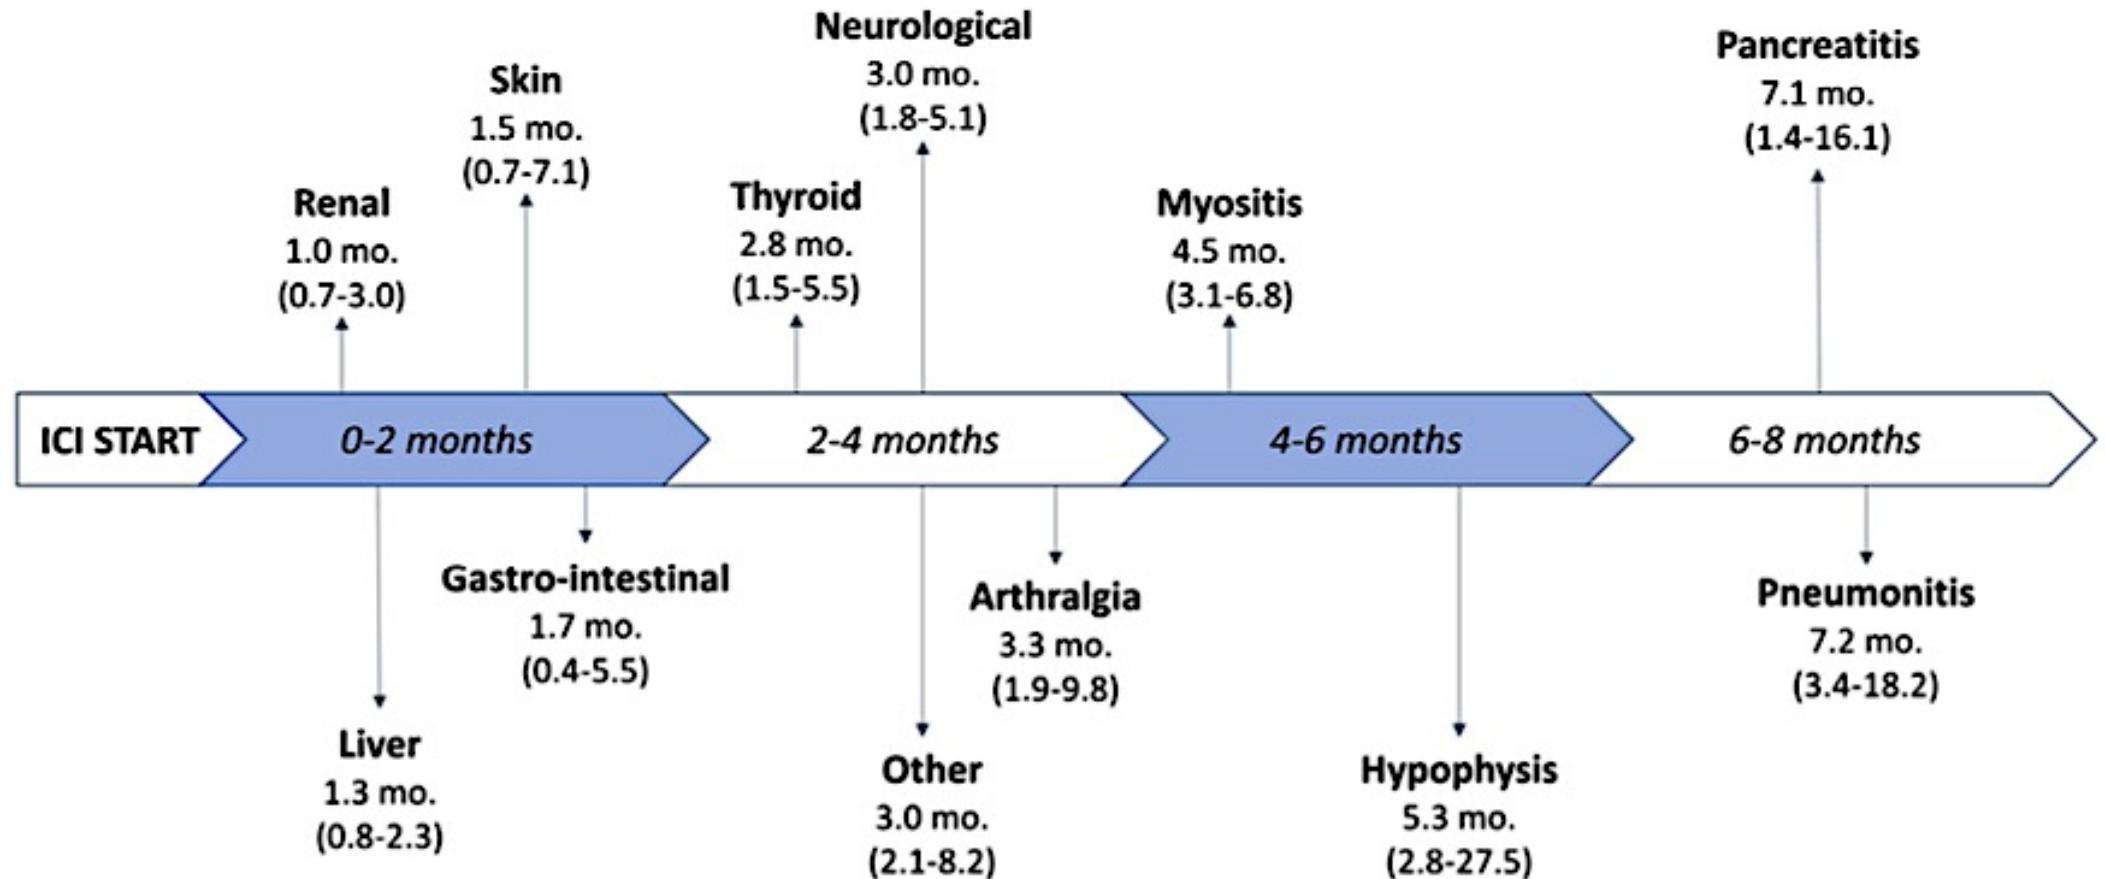 Neurological
3.0 mo.
(1.8-5.1)
Pancreatitis
7.1 mo.
(1.4-16.1)
Skin
1.5 mo.
(0.7-7.1)
Renal
1.0 mo.
(0.7-3.0)
Thyroid
2.8 mo.
(1.5-5.5)
Myositis
4.5 mo.
(3.1-6.8)
ICI START
0-2 months
2-4 months
4-6 months
6-8 months
Gastro-intestinal
1.7 mo.
(0.4-5.5)
Arthralgia
3.3 mo.
(1.9-9.8)
Pneumonitis
7.2 mo.
(3.4-18.2)
Liver
1.3 mo.
(0.8-2.3)
Other
3.0 mo.
(2.1-8.2)
Hypophysis
5.3 mo.
(2.8-27.5)